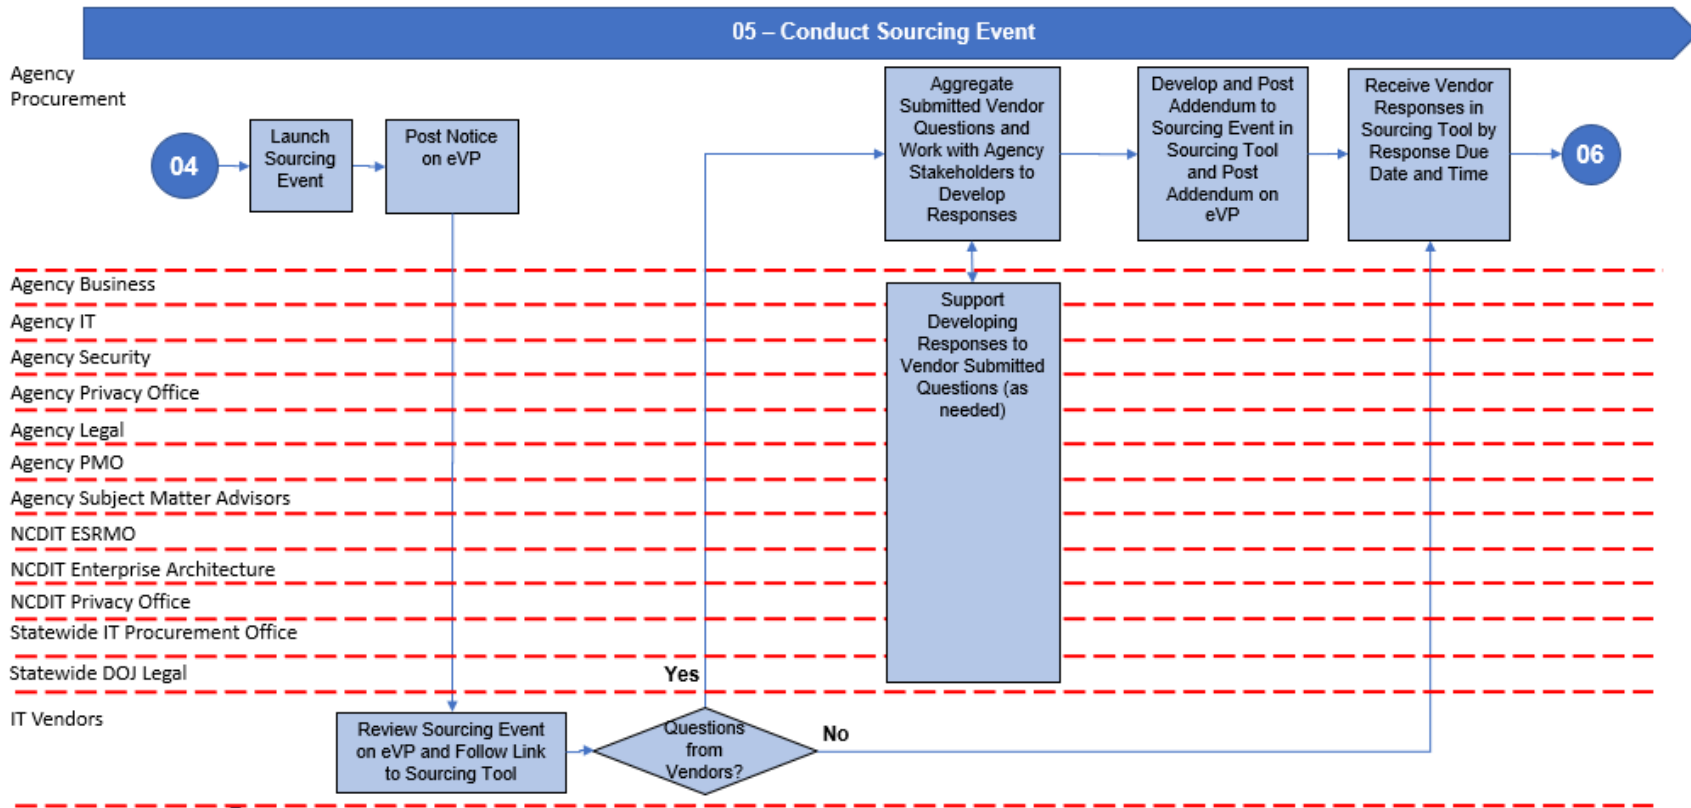 05 – Conduct Sourcing Event
Agency
Procurement
04
Launch
Sourcing
Event
Post Notice
on eVP
Aggregate
Submitted Vendor
Questions and
Work with Agency
Stakeholders to
Develop
Responses
Develop and Post
Addendum to
Sourcing Event in
Sourcing Tool
and Post
Addendum on
eVP
Receive Vendor
Responses in
Sourcing Tool by
Response Due
Date and Time
06
Agency Business
Agency IT
Agency Security
Agency Privacy Office
Agency Legal
Agency PMO
Agency Subject Matter Advisors
NCDIT ESRMO
NCDIT Enterprise Architecture
NCDIT Privacy Office
Statewide IT Procurement Office
Statewide DOJ Legal
IT Vendors
Support
Developing
Responses to
Vendor Submitted
Questions (as
needed)
Review Sourcing Event
on eVP and Follow Link
to Sourcing Tool
Questions
from
Vendors?
Yes
No